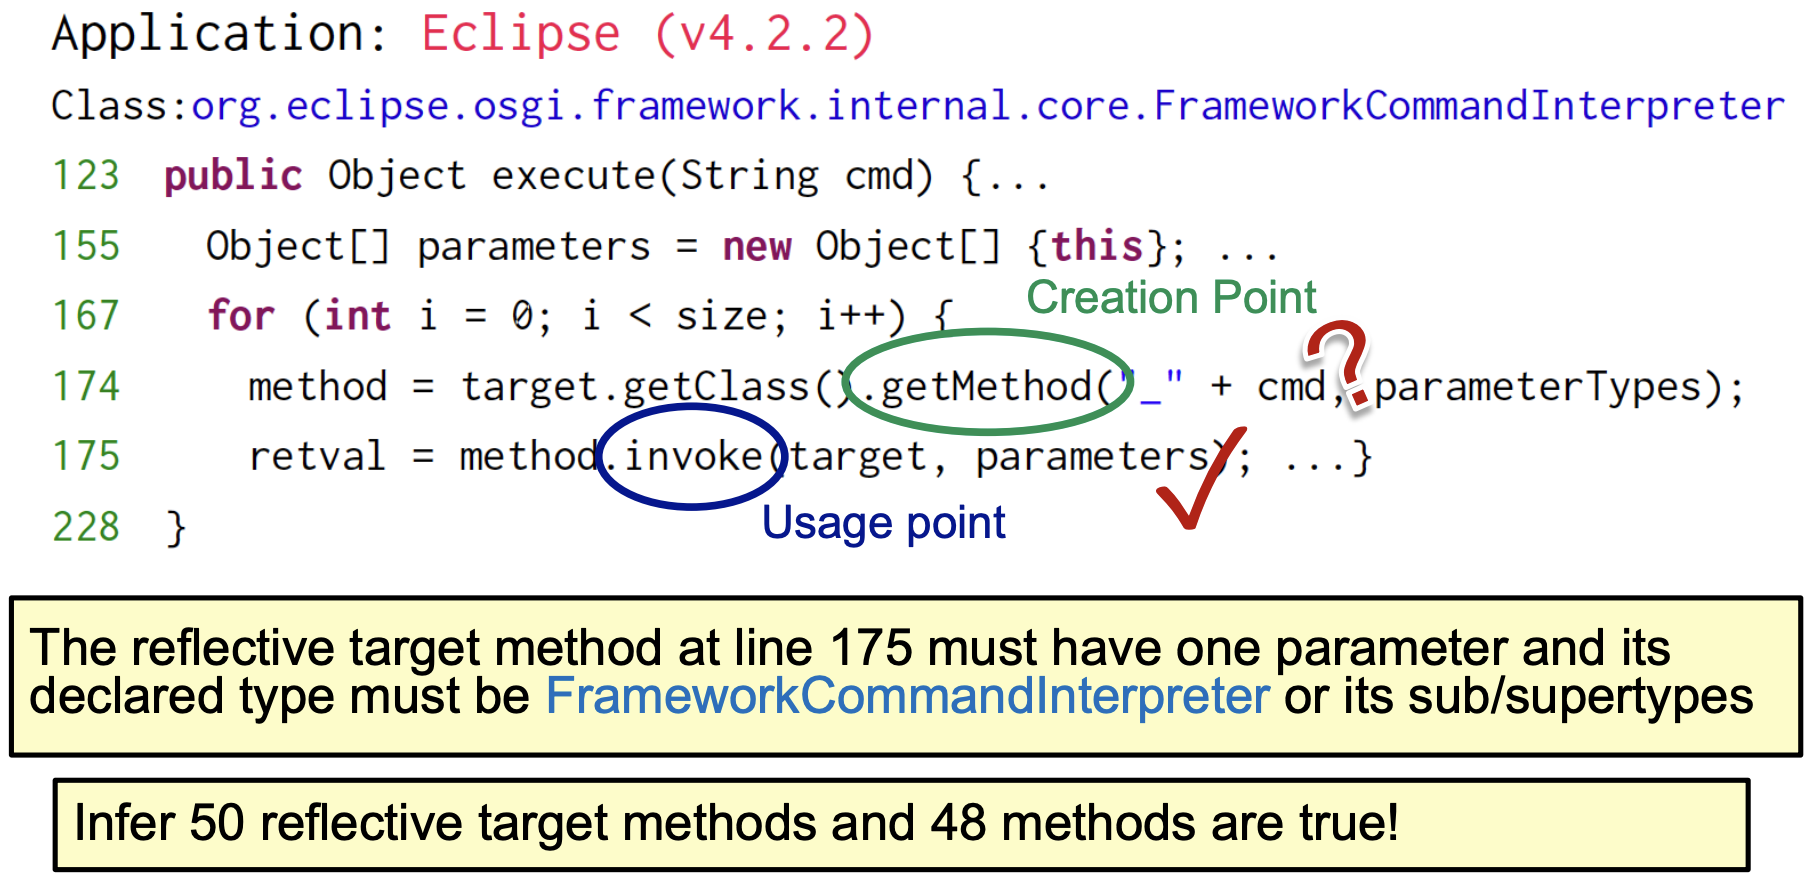 Application: Eclipse (v4.2.2)
Class:org.eclipse.osgi.framework.internal.core.FrameworkCommandInterpreter
123 public Object execute(String cmd) {...
155 Object[] parameters = new Object[] {this}; ...
Creation Point
167 for (int i = 0; i < size; i++) {
?
174 method = target.getClass().getMethod("_" + cmd, parameterTypes);
175 retval = method.invoke(target, parameters); ...}
Usage point
228 }
The reflective target method at line 175 must have one parameter and its
declared type must be FrameworkCommandInterpreter or its sub/supertypes
Infer 50 reflective target methods and 48 methods are true!